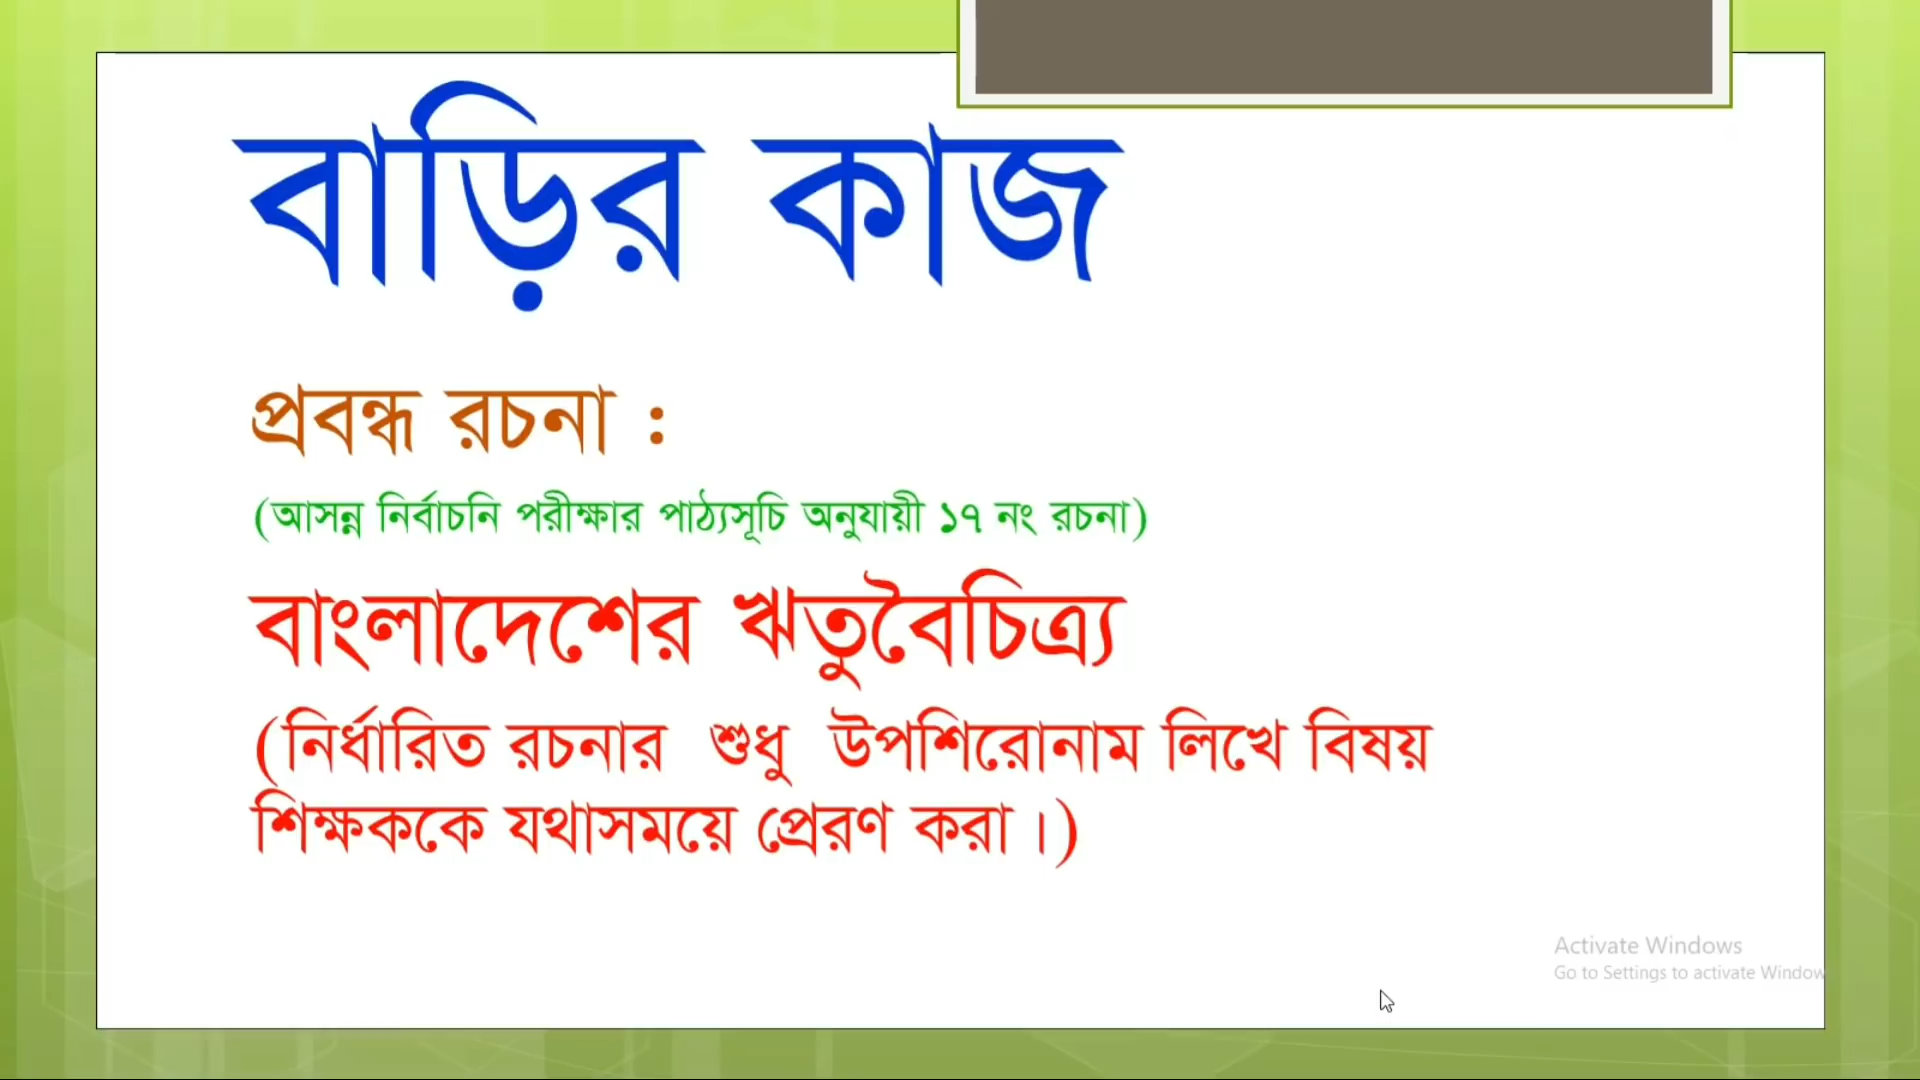 বাড়ির কাজ
প্রবন্ধ রচনা :
(আসন্ন নির্বাচনি পরীক্ষার পাঠ্যসূচি অনুযায়ী ১৭ নং রচনা)
বাংলাদেশের ঋতুবৈচিত্র্য
(নির্ধারিত রচনার শুধু উপশিরোনাম লিখে বিষয়
শিক্ষককে যথাসময়ে প্রেরণ করা।)
Activate Windows
Go to Settings to activate Window